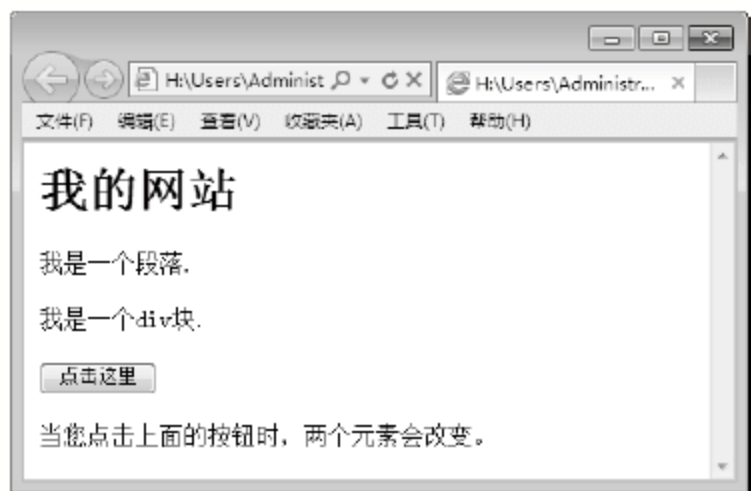 H:\Users\Administ
H:\Users\Administr...
文件(F) 编辑(E) 查看(V) 收藏夹(A) 工具(T) 帮助(H)
我的网站
我是一个段落.
我是一个div块.
点击这里
当您点击上面的按钮时，两个元素会改变。